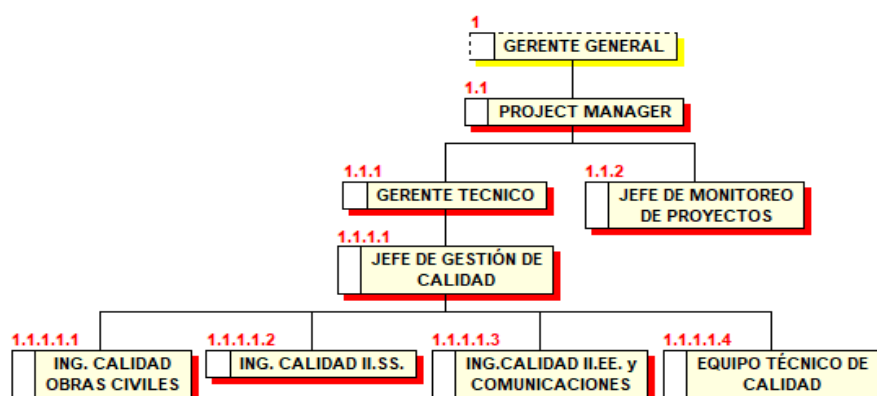 1
GERENTE GENERAL
1.1
PROJECT MANAGER
1.1.1
GERENTE TECNICO
1.1.2
JEFE DE MONITOREO
DE PROYECTOS
1.1.1.1
JEFE DE GESTIÓN DE
CALIDAD
1.1.1.1.1
ING. CALIDAD
OBRAS CIVILES
1.1.1.1.2
ING. CALIDAD II.SS.
1.1.1.1.3
ING.CALIDAD II.EE. y
COMUNICACIONES
1.1.1.1.4
EQUIPO TÉCNICO DE
CALIDAD